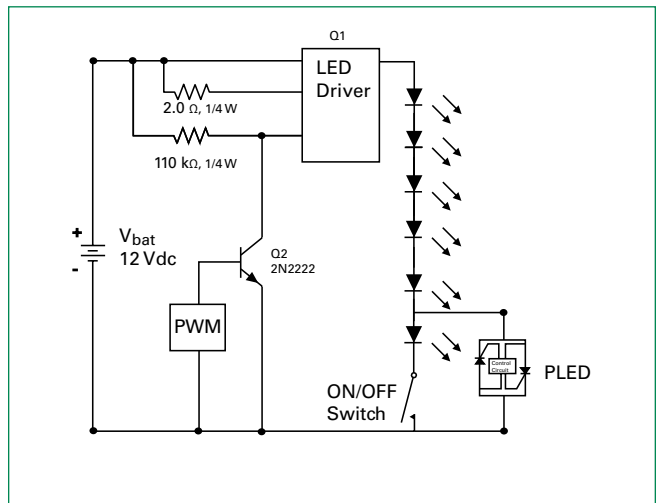 Q1
LED
Driver
2.0 Ω, 1/4 W
110 kΩ, 1/4 W
+
Vbat
12 Vdc
-
Q2
2N2222
PWM
Control
Circuit
PLED
ON/OFF
Switch